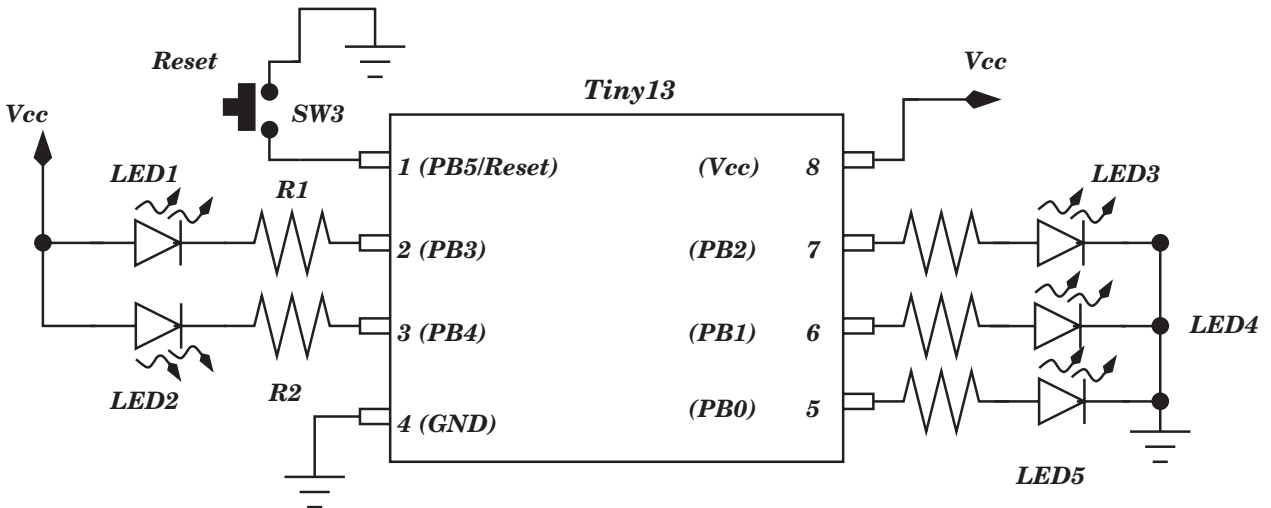 Reset
Vcc
Tiny13
Vcc
SW3
1 (PB5/Reset)
(Vcc) 8
LED1
LED3
R1
2 (PB3)
(PB2) 7
3 (PB4)
(PB1) 6
LED4
LED2
R2
4 (GND)
(PB0) 5
LED5